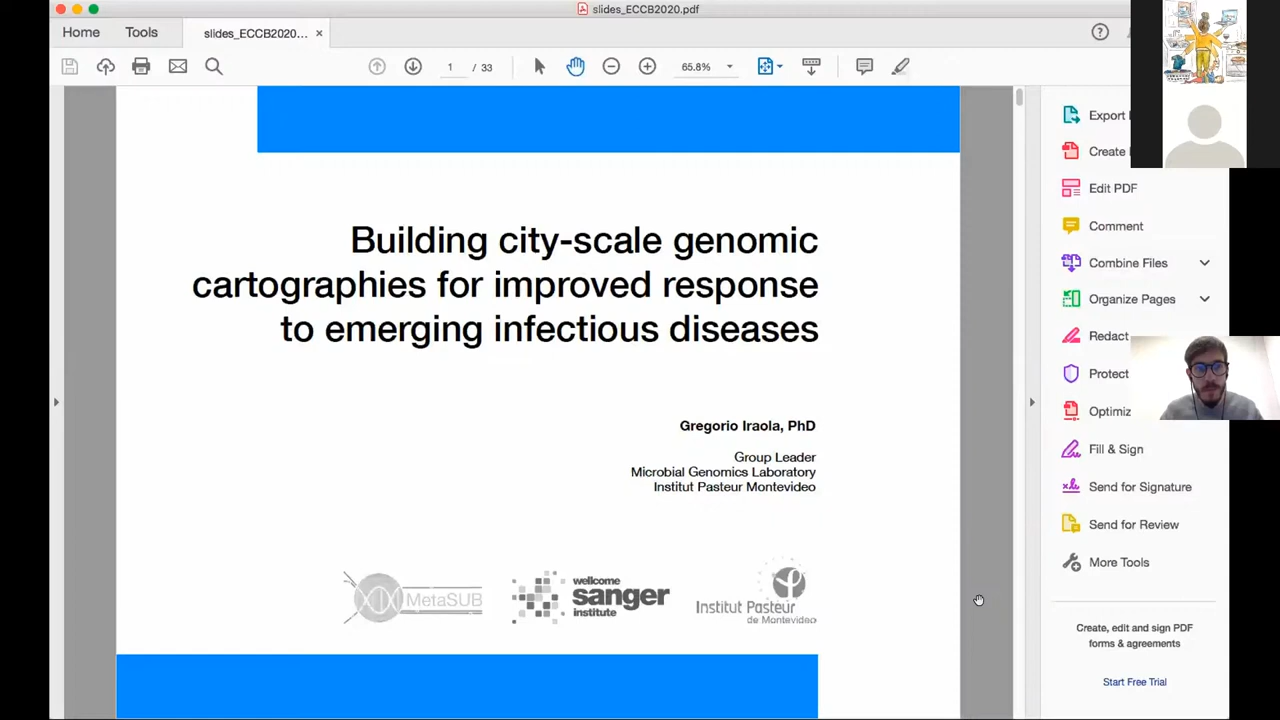 slides_ECCB2020.pdf
Home
Tools
slides_ECCB2020...
1
/ 33
65.8%
Export
Create
Edit PDF
Comment
Combine Files
Organize Pages
Redact
Protect
Fill & Sign
Send for Signature
Send for Review
More Tools
Create, edit and sign PDF
forms & agreements
Start Free Trial
Building city-scale genomic
cartographies for improved response
to emerging infectious diseases
Gregorio Iraola, PhD
Group Leader
Microbial Genomics Laboratory
Institut Pasteur Montevideo
MetaSUB
wellcome
sanger
institute
Institut Pasteur
de Montevideo